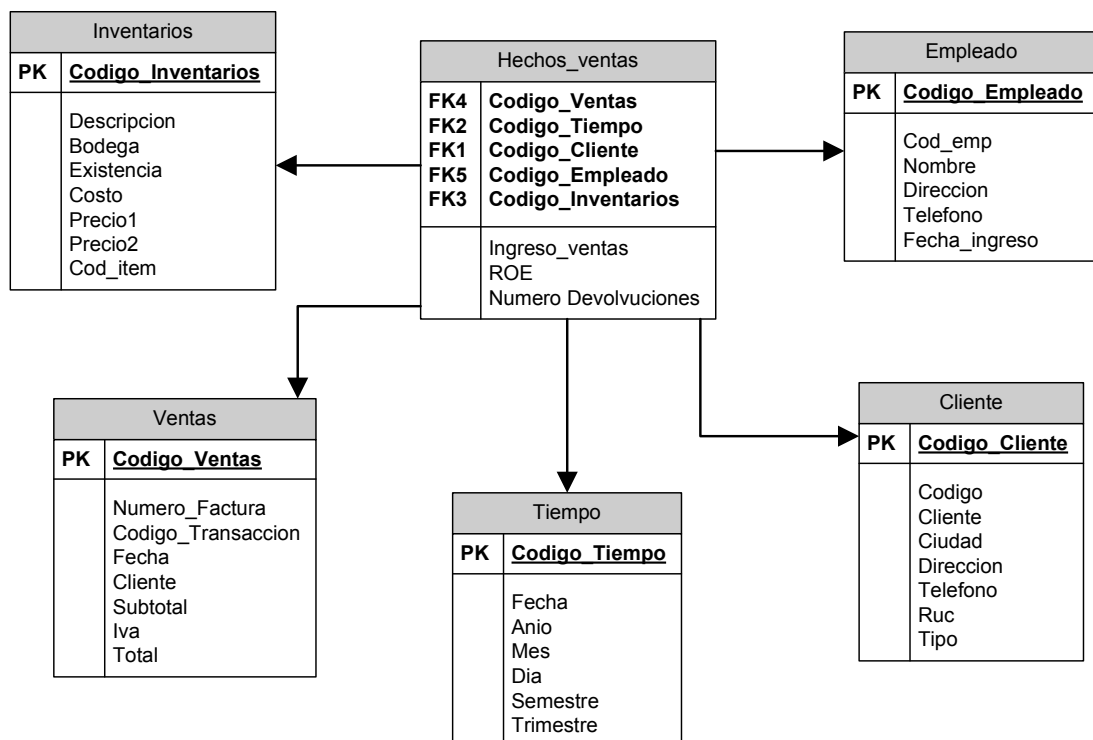 Inventarios
PK Codigo_Inventarios
Descripcion
Bodega
Existencia
Costo
Precio1
Precio2
Cod_item
Hechos_ventas
FK4 Codigo_Ventas
FK2 Codigo_Tiempo
FK1 Codigo_Cliente
FK5 Codigo_Empleado
FK3 Codigo_Inventarios
Ingreso_ventas
ROE
Numero Devolvuciones
Empleado
PK Codigo_Empleado
Cod_emp
Nombre
Direccion
Telefono
Fecha_ingreso
Ventas
PK Codigo_Ventas
Numero_Factura
Codigo_Transaccion
Fecha
Cliente
Subtotal
Iva
Total
Tiempo
PK Codigo_Tiempo
Fecha
Anio
Mes
Dia
Semestre
Trimestre
Cliente
PK Codigo_Cliente
Codigo
Cliente
Ciudad
Direccion
Telefono
Ruc
Tipo